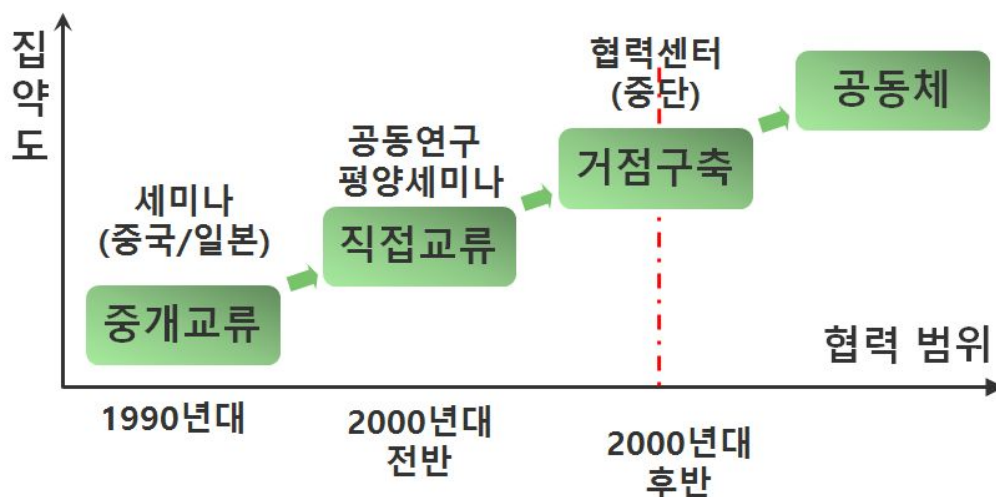 집약도
세미나
(중국/일본)
중개교류
공동연구
평양세미나
직접교류
협력센터
(중단)
거점구축
공동체
협력 범위
1990년대
2000년대
전반
2000년대
후반